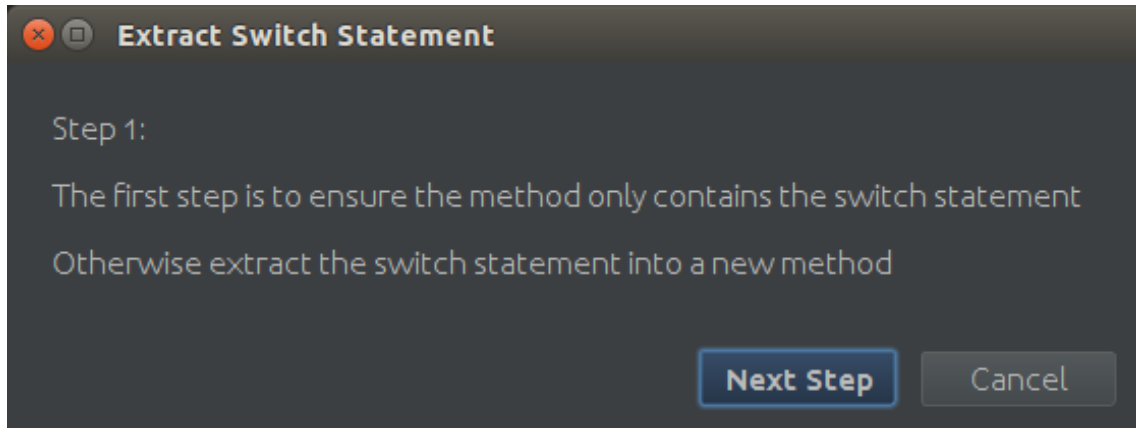 Extract Switch Statement
Step 1:
The first step is to ensure the method only contains the switch statement
Otherwise extract the switch statement into a new method
Next Step Cancel